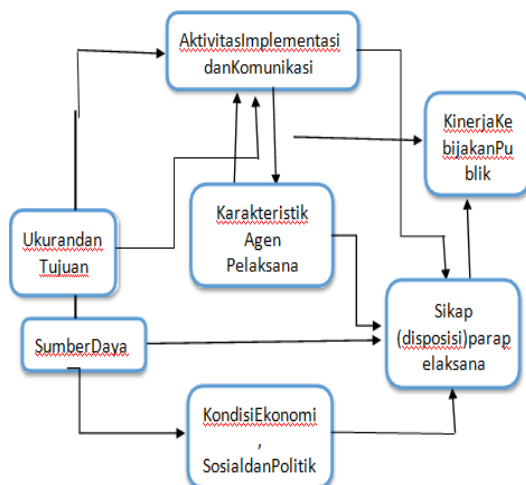 AktivitasImplementasi
danKomunikasi
KinerjaKe
bijakanPu
blik
Karakteristik
Agen
Pelaksana
Ukurandan
Tujuan
Sikap
(disposisi)parap
elaksana
SumberDaya
KondisiEkonomi
,
SosialdanPolitik